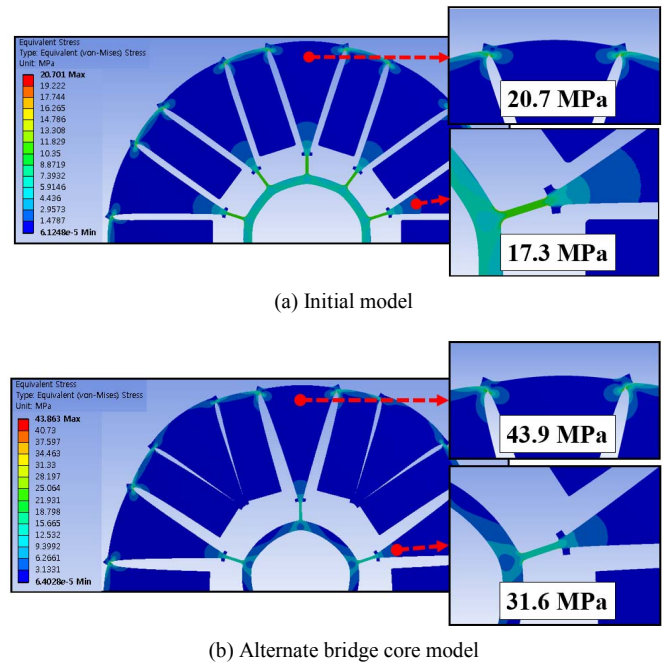 Equivalent Stress
Type: Equivalent (von-Mises) Stress
Unit: MPa
20.701 Max
19.222
17.744
16.265
14.786
13.308
11.829
10.35
8.8719
7.3932
5.9146
4.436
2.9573
1.4787
6.1248e-5 Min
20.7 MPa
17.3 MPa
(a) Initial model
Equivalent Stress
Type: Equivalent (von-Mises) Stress
Unit: MPa
43.863 Max
40.73
37.597
34.463
31.33
28.197
25.064
21.931
18.798
15.665
12.532
9.3992
6.2661
3.1331
6.4028e-5 Min
43.9 MPa
31.6 MPa
(b) Alternate bridge core model